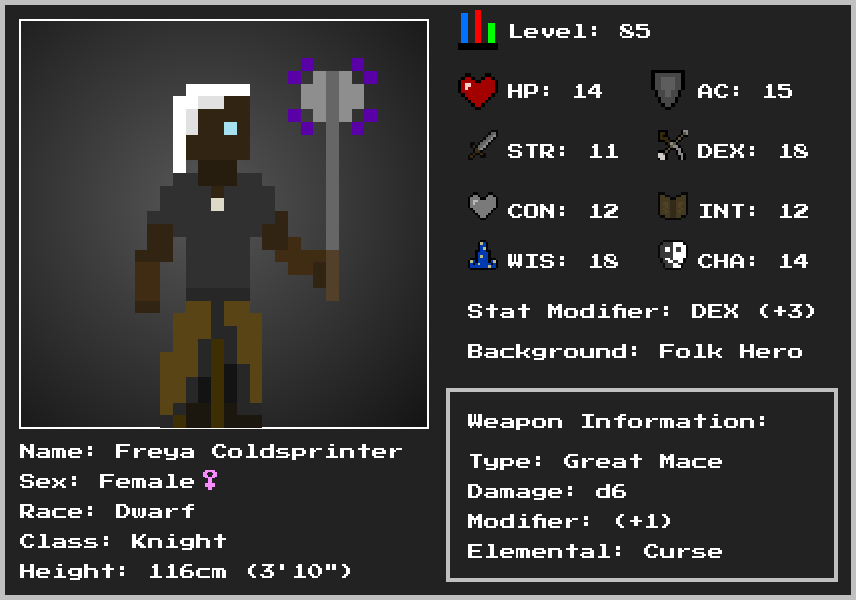 Level: 85
HP: 14
AC: 15
STR: 11
DEX: 18
CON: 12
INT: 12
WIS: 18
CHA: 14
Stat Modifier: DEX (+3)
Background: Folk Hero
Weapon Information:
Type: Great Mace
Damage: d6
Modifier: (+1)
Elemental: Curse
Name: Freya Coldsprinter
Sex: Female♀
Race: Dwarf
Class: Knight
Height: 116cm (3'10")